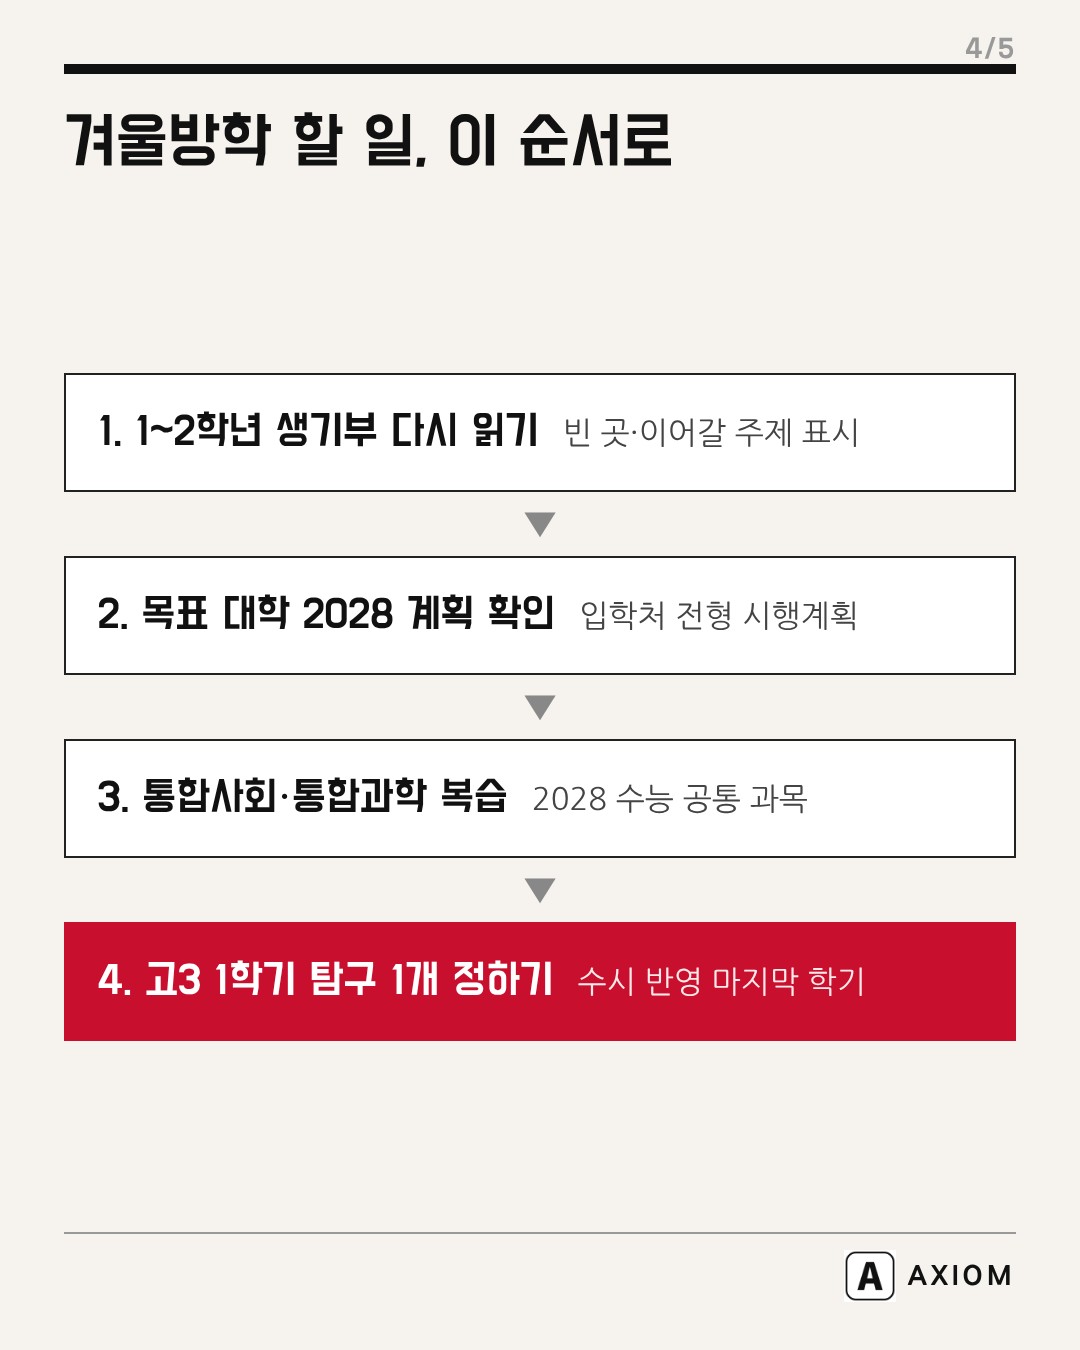 4/5
겨울방학 할 일, 이 순서로
1. 1~2학년 생기부 다시 읽기 빈 곳·이어갈 주제 표시
2. 목표 대학 2028 계획 확인 입학처 전형 시행계획
3. 통합사회·통합과학 복습 2028 수능 공통 과목
4. 고3 1학기 탐구 1개 정하기 수시 반영 마지막 학기
A AXIOM